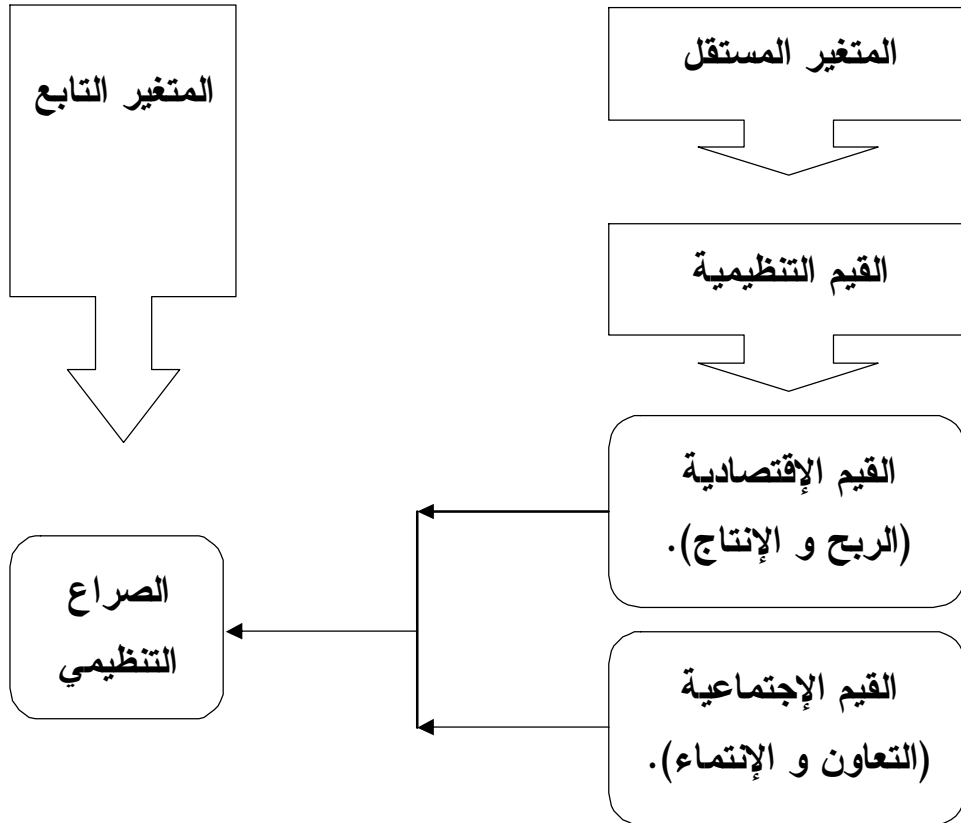 المتغير المستقل
المتغير التابع
القيم التنظيمية
القيم الإقتصادية
(الربح و الإنتاج).
الصراع
التنظيمي
القيم الإجتماعية
(التعاون و الإنتماء).